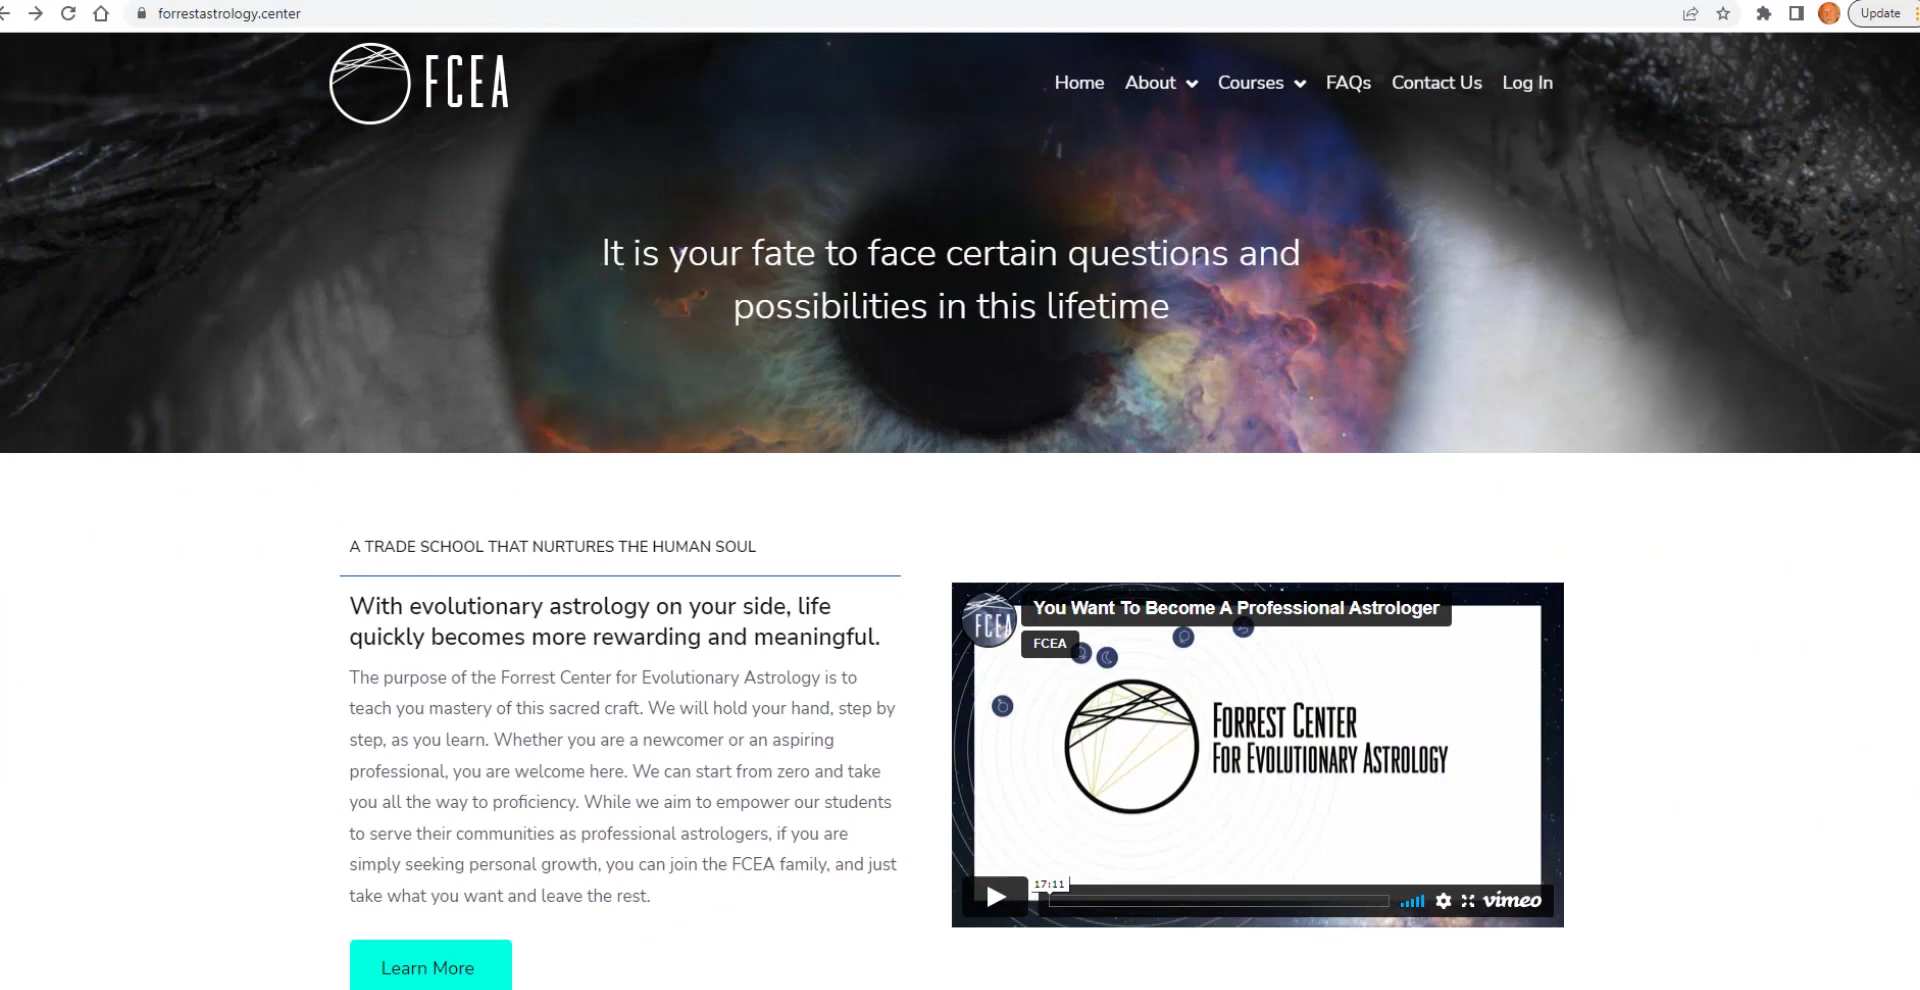 forrestastrology.center
Update
FCEA
Home About Courses FAQs Contact Us Log In
It is your fate to face certain questions and
possibilities in this lifetime
A TRADE SCHOOL THAT NURTURES THE HUMAN SOUL
With evolutionary astrology on your side, life
quickly becomes more rewarding and meaningful.
The purpose of the Forrest Center for Evolutionary Astrology is to
teach you mastery of this sacred craft. We will hold your hand, step by
step, as you learn. Whether you are a newcomer or an aspiring
professional, you are welcome here. We can start from zero and take
you all the way to proficiency. While we aim to empower our students
to serve their communities as professional astrologers, if you are
simply seeking personal growth, you can join the FCEA family, and just
take what you want and leave the rest.
Learn More
FCEA
You Want To Become A Professional Astrologer
FCEA
FORREST CENTER
FOR EVOLUTIONARY ASTROLOGY
17:11
vimeo